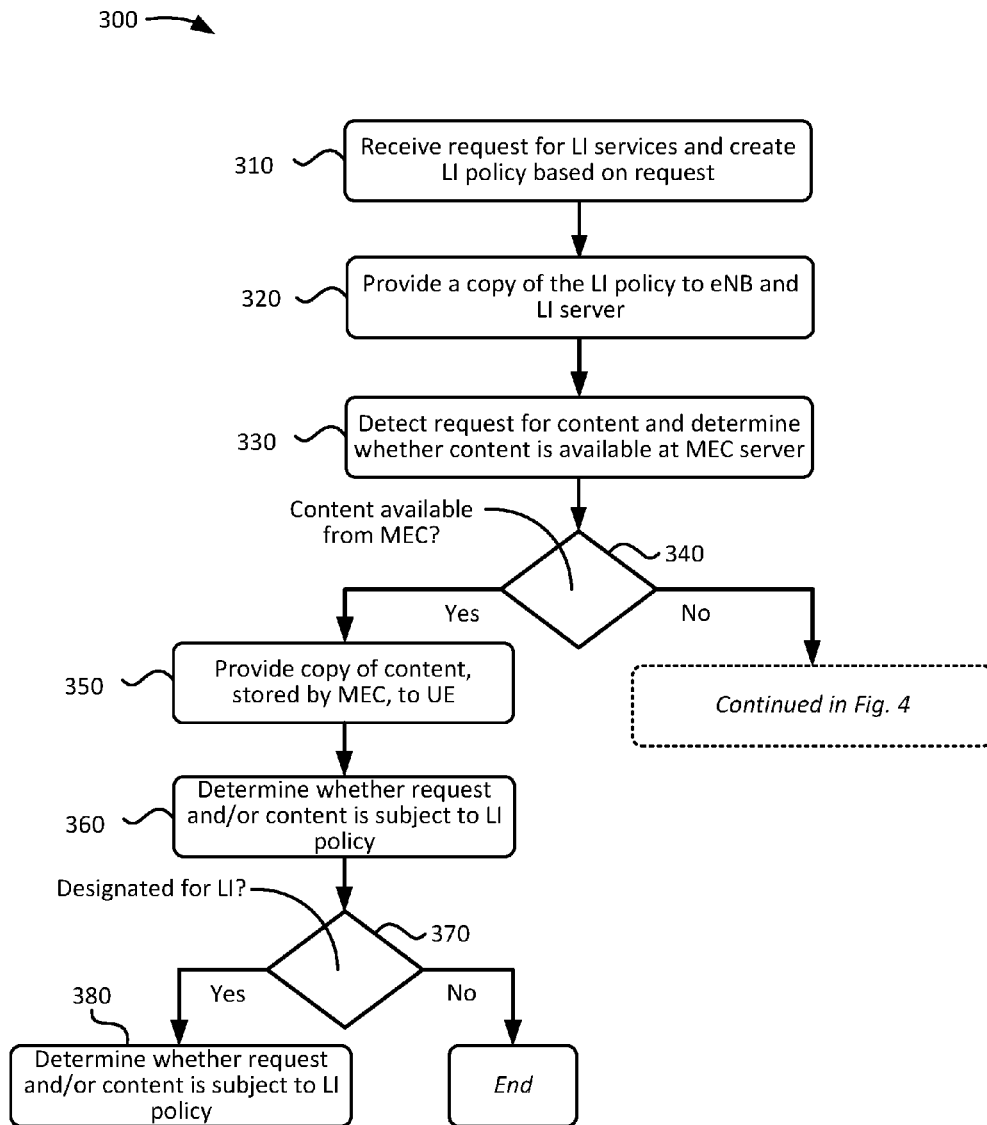 300
310
Receive request for LI services and create
LI policy based on request
320
Provide a copy of the LI policy to eNB and
LI server
330
Detect request for content and determine
whether content is available at MEC server
Content available
from MEC?
340
Yes
No
350
Provide copy of content,
stored by MEC, to UE
Continued in Fig. 4
360
Determine whether request
and/or content is subject to LI
policy
Designated for LI?
370
Yes
No
380
Determine whether request
and/or content is subject to LI
policy
End